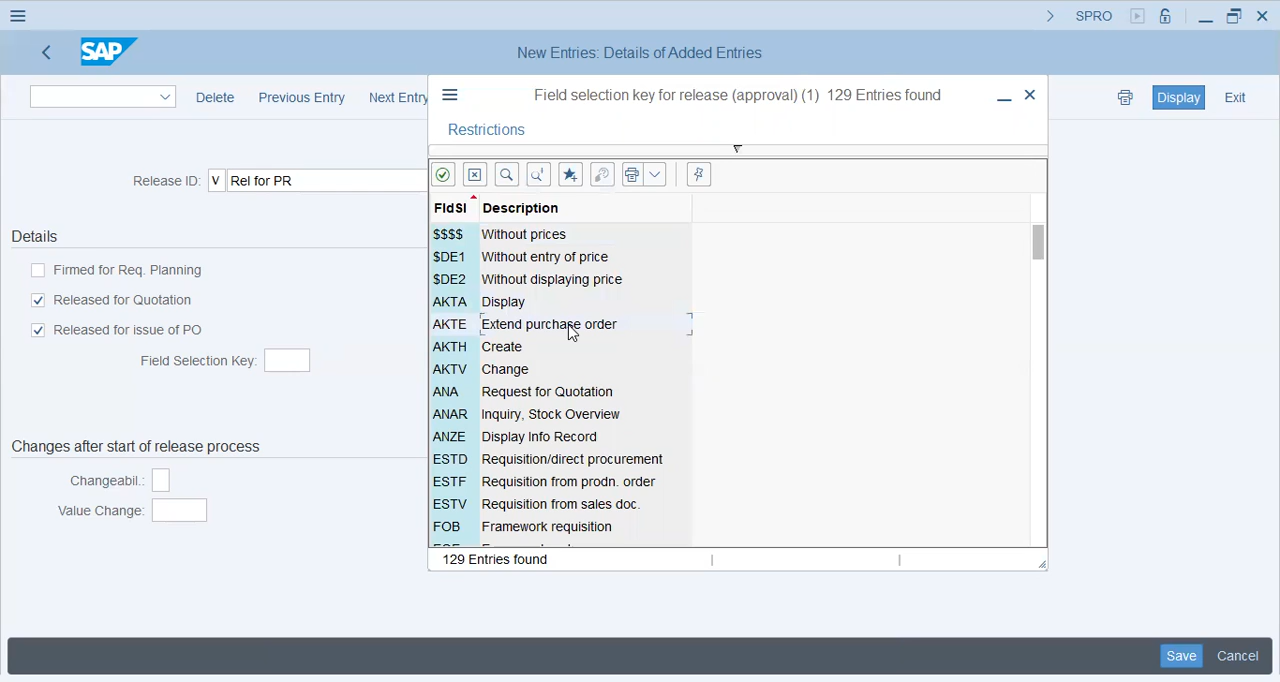 SPRO
SAP
New Entries: Details of Added Entries
Delete
Previous Entry
Next Entry
Field selection key for release (approval) (1) 129 Entries found
Display
Exit
Restrictions
Release ID: V Rel for PR
FldSl Description
$$$$ Without prices
Details
$DE1 Without entry of price
Firmed for Req. Planning
$DE2 Without displaying price
Released for Quotation
AKTA Display
Released for issue of PO
AKTE Extend purchase order
AKTH Create
Field Selection Key:
AKTV Change
ANA Request for Quotation
ANAR Inquiry, Stock Overview
ANZE Display Info Record
Changes after start of release process
ESTD Requisition/direct procurement
Changeabil.:
ESTF Requisition from prodn. order
ESTV Requisition from sales doc.
Value Change:
FOB Framework requisition
129 Entries found
Save
Cancel